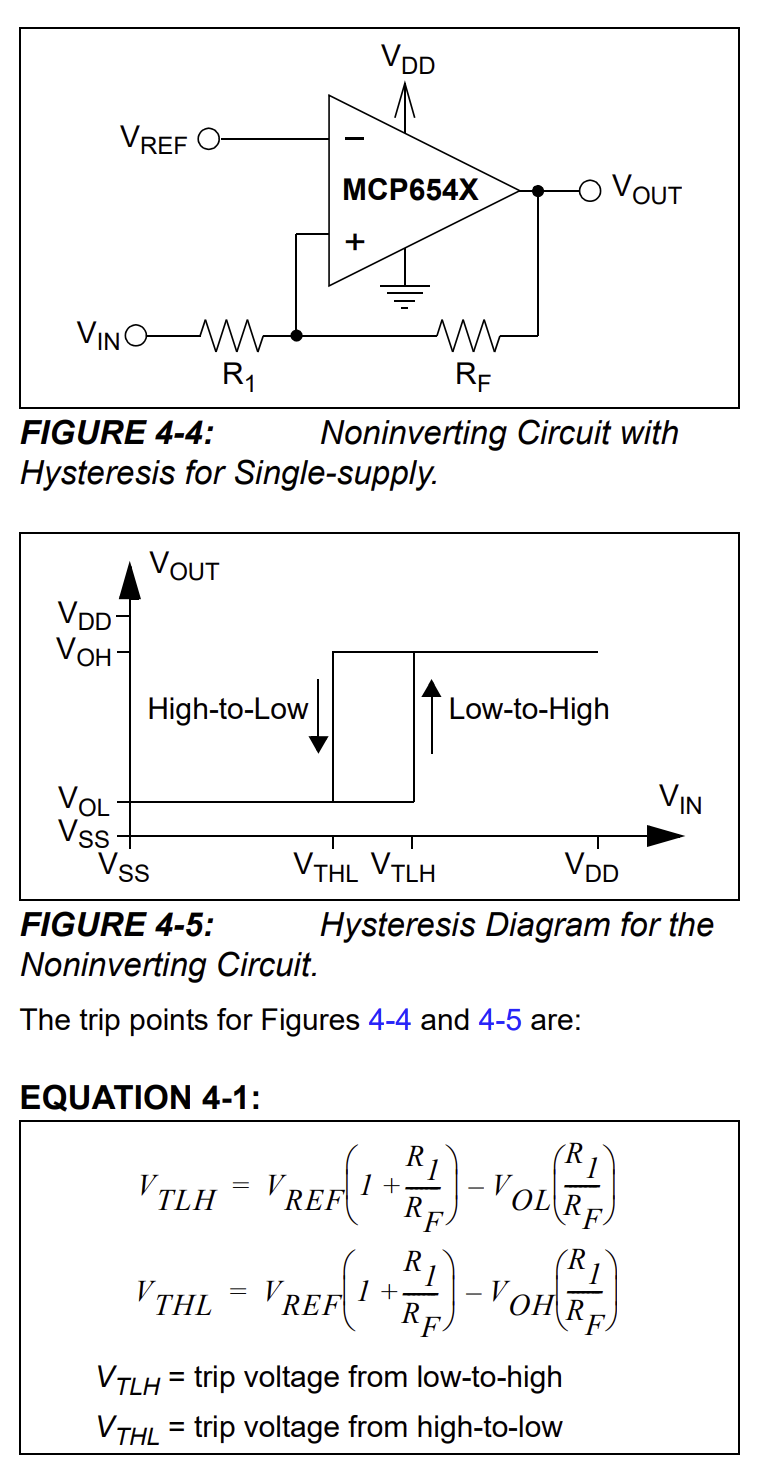 VDD
VREF
−
MCP654X
VOUT
+
VIN
R1
RF
FIGURE 4-4: Noninverting Circuit with
Hysteresis for Single-supply.
VOUT
VDD
VOH
High-to-Low
Low-to-High
VOL
VIN
VSS
VSS
VTHL
VTLH
VDD
FIGURE 4-5: Hysteresis Diagram for the
Noninverting Circuit.
The trip points for Figures 4-4 and 4-5 are:
EQUATION 4-1:
VTLH = VREF(1 + R1/RF) – VOL(R1/RF)
VTHL = VREF(1 + R1/RF) – VOH(R1/RF)
VTLH = trip voltage from low-to-high
VTHL = trip voltage from high-to-low